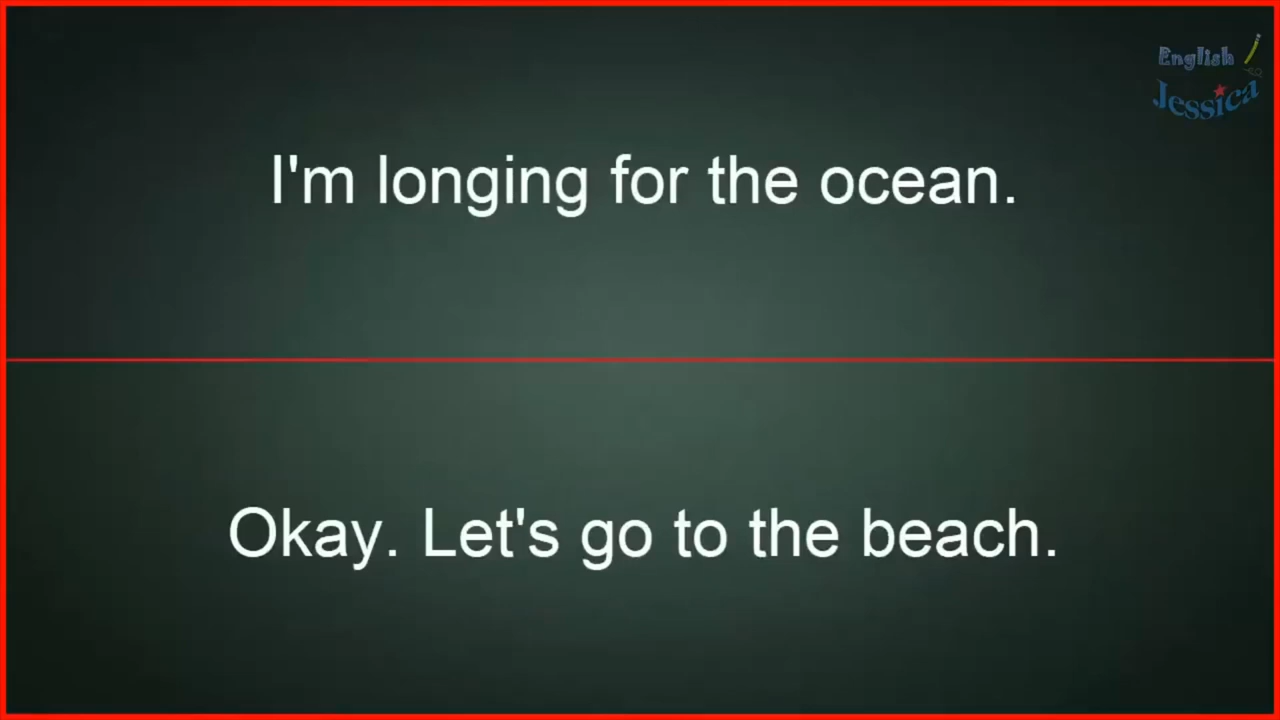 English
Jessica
I'm longing for the ocean.
Okay. Let's go to the beach.